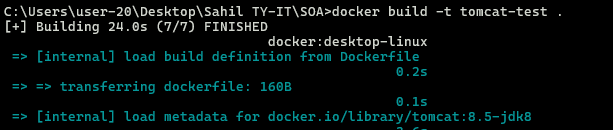 C:\Users\user-20\Desktop\Sahil TY-IT\SOA>docker build -t tomcat-test .
[+] Building 24.0s (7/7) FINISHED
docker:desktop-linux
=> [internal] load build definition from Dockerfile
0.2s
=> => transferring dockerfile: 160B
0.1s
=> [internal] load metadata for docker.io/library/tomcat:8.5-jdk8